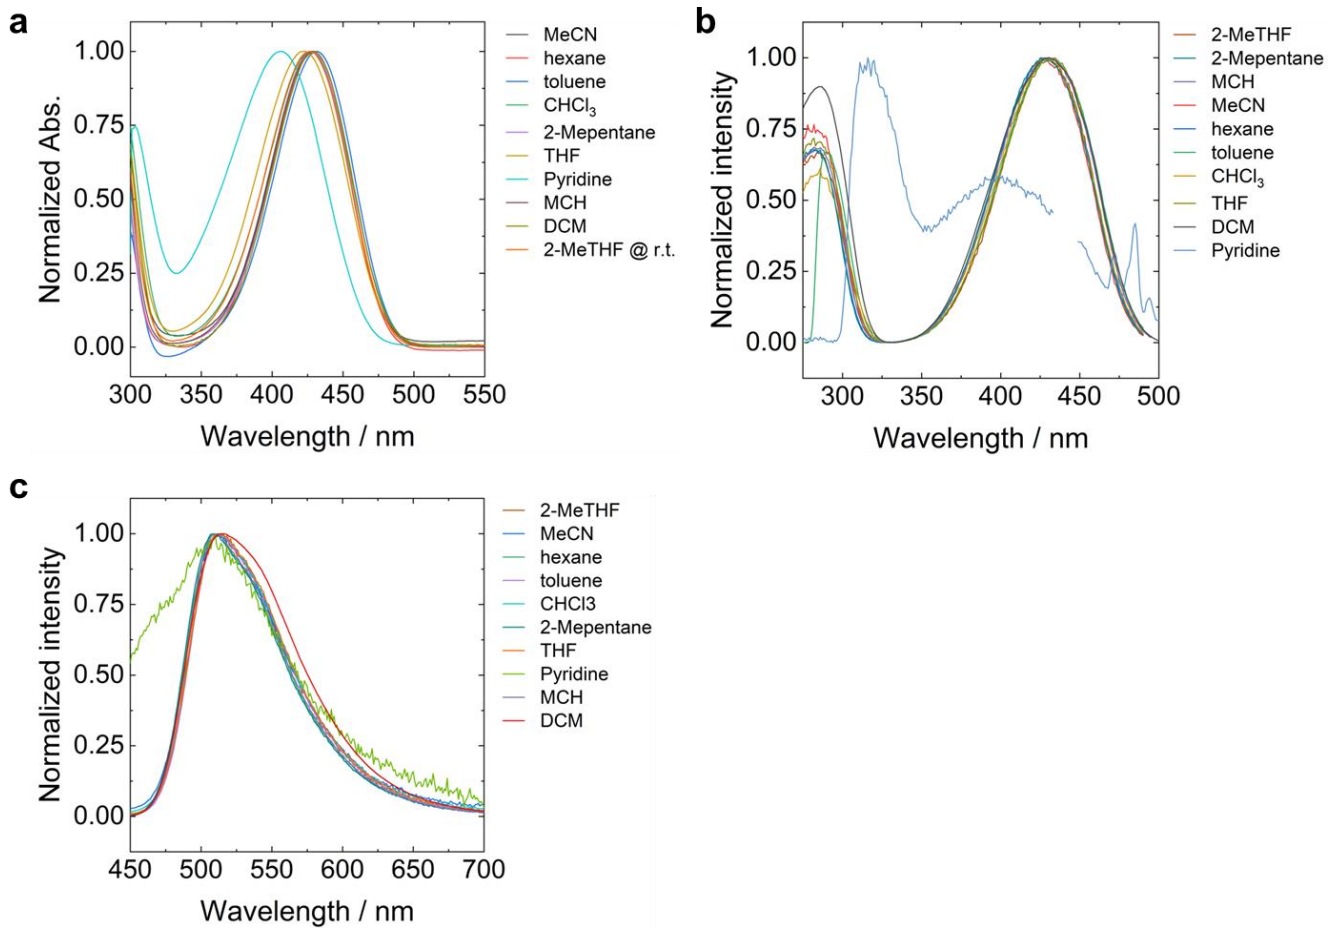 a
Normalized Abs.
1.00
0.75
0.50
0.25
0.00
300 350 400 450 500 550
Wavelength / nm
MeCN
hexane
toluene
CHCl3
2-Mepentane
THF
Pyridine
MCH
DCM
2-MeTHF @ r.t.
b
Normalized intensity
1.00
0.75
0.50
0.25
0.00
300 350 400 450 500
Wavelength / nm
2-MeTHF
2-Mepentane
MCH
MeCN
hexane
toluene
CHCl3
THF
DCM
Pyridine
c
Normalized intensity
1.00
0.75
0.50
0.25
0.00
450 500 550 600 650 700
Wavelength / nm
2-MeTHF
MeCN
hexane
toluene
CHCl3
2-Mepentane
THF
Pyridine
MCH
DCM